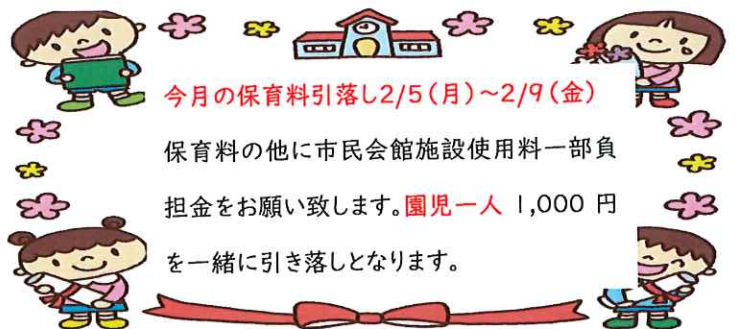 今月の保育料引落し2/5(月)～2/9(金)
保育料の他に市民会館施設使用料一部負
担金をお願い致します。園児一人 1,000 円
を一緒に引き落しとなります。